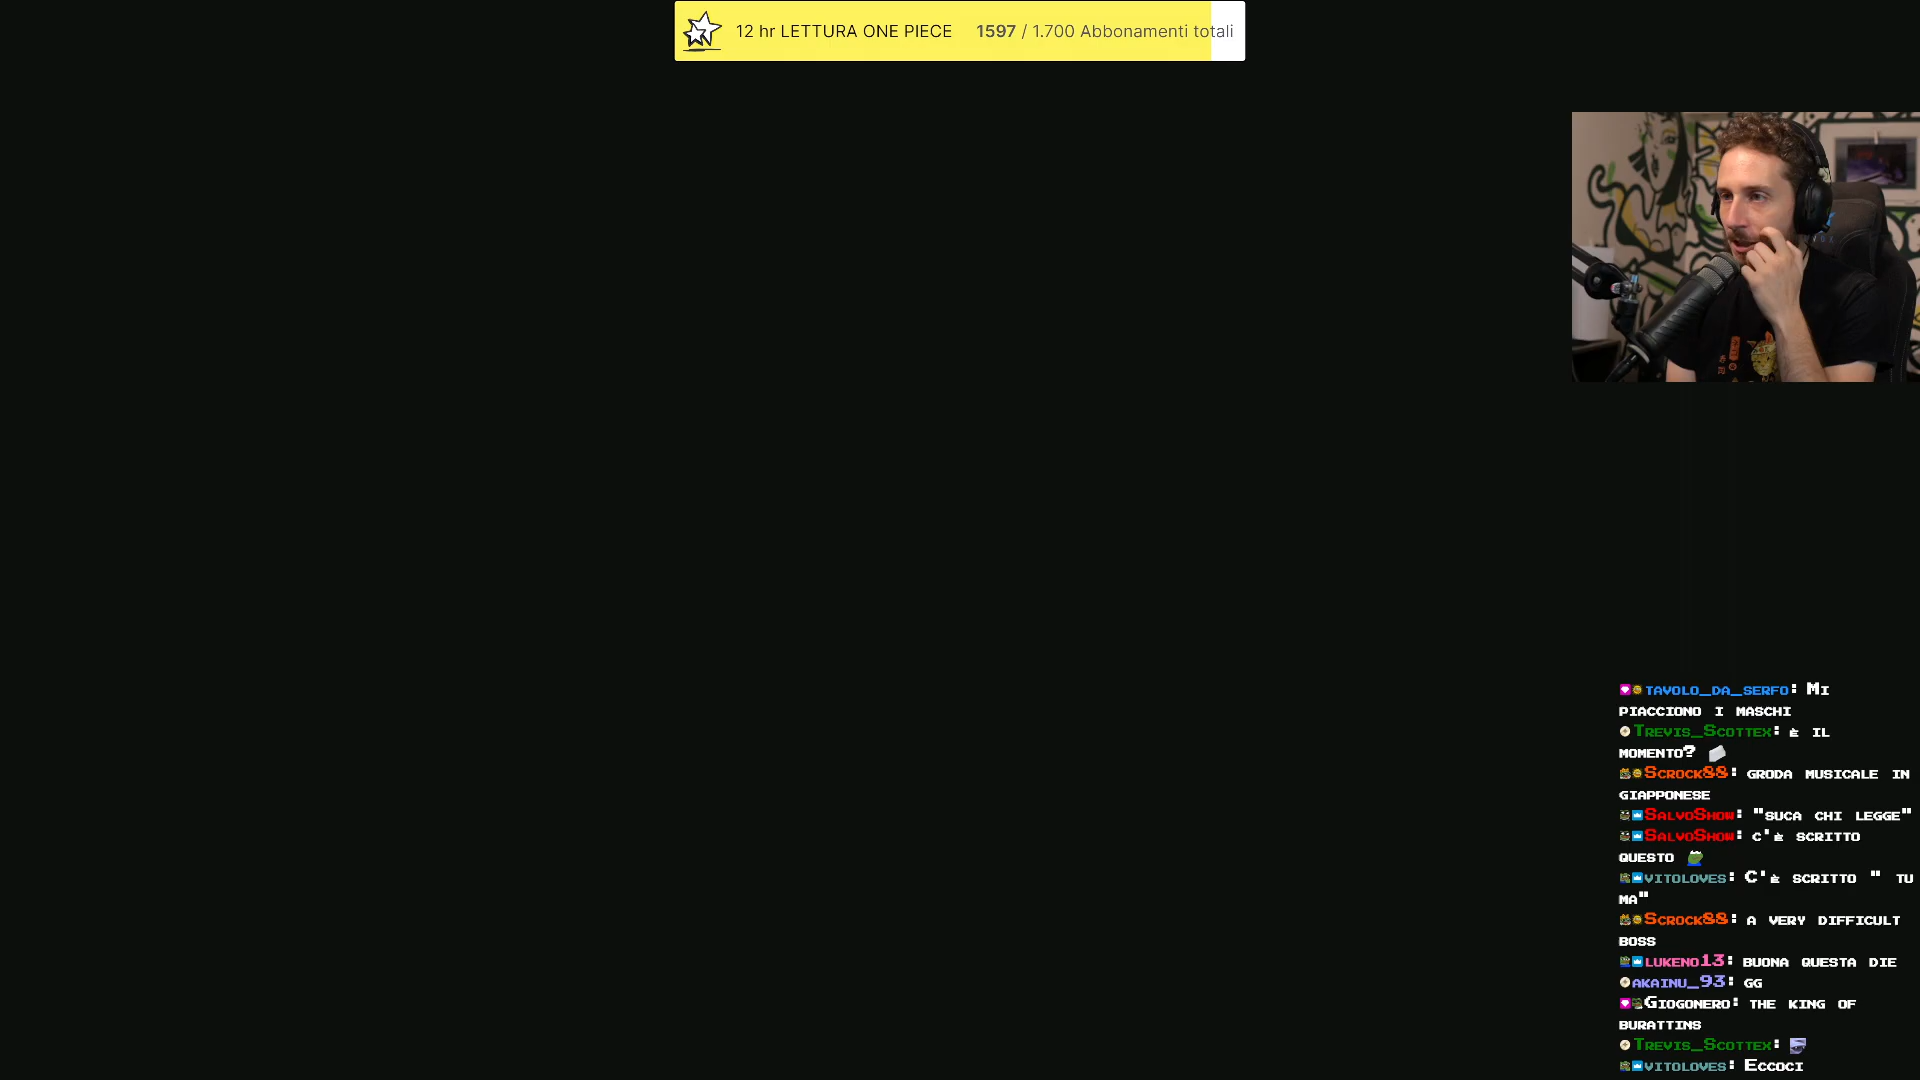 12 hr LETTURA ONE PIECE 1597 / 1.700 Abbonamenti totali
tavolo_da_serfo: Mi
piacciono i maschi
Trevis_Scottex: è il
momento?
Scrock88: groda musicale in
giapponese
SalvoShow: "suca chi legge"
SalvoShow: c'è scritto
questo
vitoloves: C'è scritto " tu
ma"
Scrock88: a very difficult
boss
lukeno13: buona questa die
akainu_93: gg
Giogonero: the king of
burattins
Trevis_Scottex:
vitoloves: Eccoci